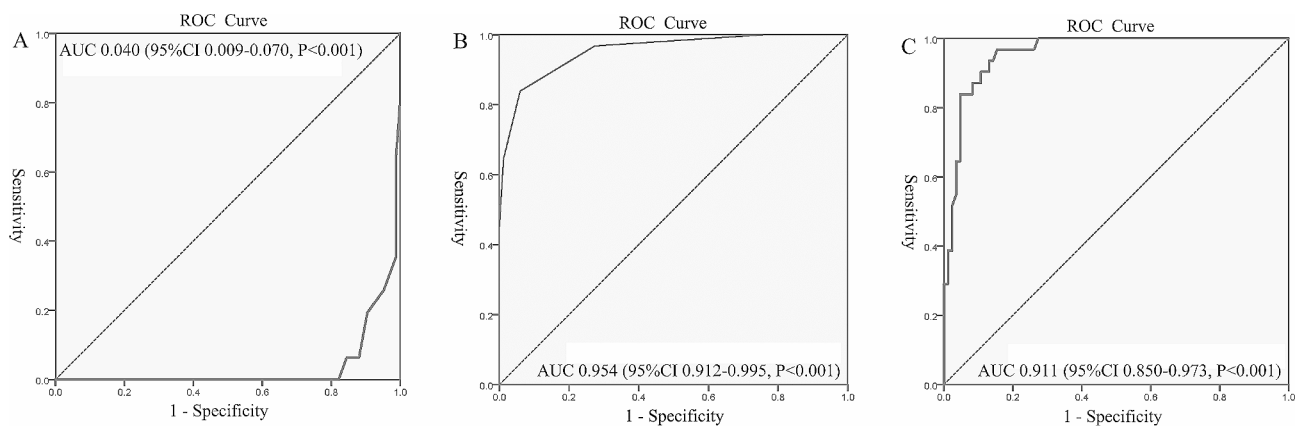 A
ROC Curve
AUC 0.040 (95%CI 0.009-0.070, P<0.001)
1.0
0.8
0.6
0.4
0.2
0.0
Sensitivity
0.0 0.2 0.4 0.6 0.8 1.0
1 - Specificity
B
ROC Curve
1.0
0.8
0.6
0.4
0.2
0.0
Sensitivity
AUC 0.954 (95%CI 0.912-0.995, P<0.001)
0.0 0.2 0.4 0.6 0.8 1.0
1 - Specificity
C
ROC Curve
1.0
0.8
0.6
0.4
0.2
0.0
Sensitivity
AUC 0.911 (95%CI 0.850-0.973, P<0.001)
0.0 0.2 0.4 0.6 0.8 1.0
1 - Specificity